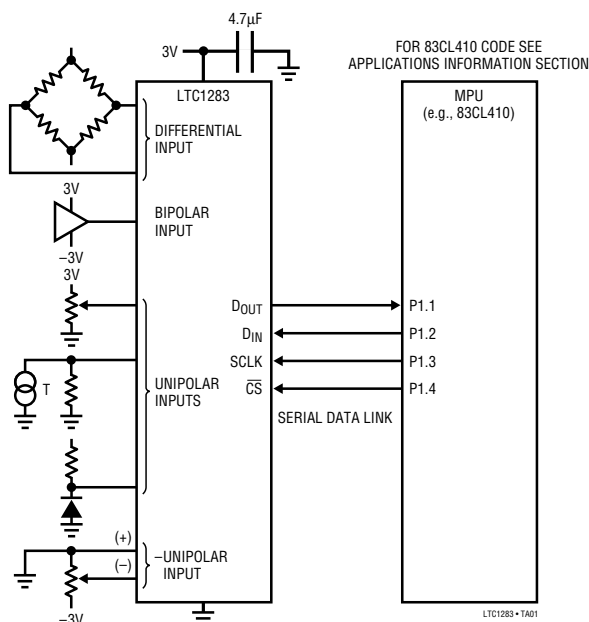 4.7µF
3V
FOR 83CL410 CODE SEE
APPLICATIONS INFORMATION SECTION
LTC1283
MPU
(e.g., 83CL410)
DIFFERENTIAL
INPUT
3V
BIPOLAR
INPUT
–3V
3V
DOUT
P1.1
DIN
P1.2
SCLK
P1.3
T
UNIPOLAR
INPUTS
C̅S̅
P1.4
SERIAL DATA LINK
(+)
(–)
–UNIPOLAR
INPUT
–3V
LTC1283 • TA01